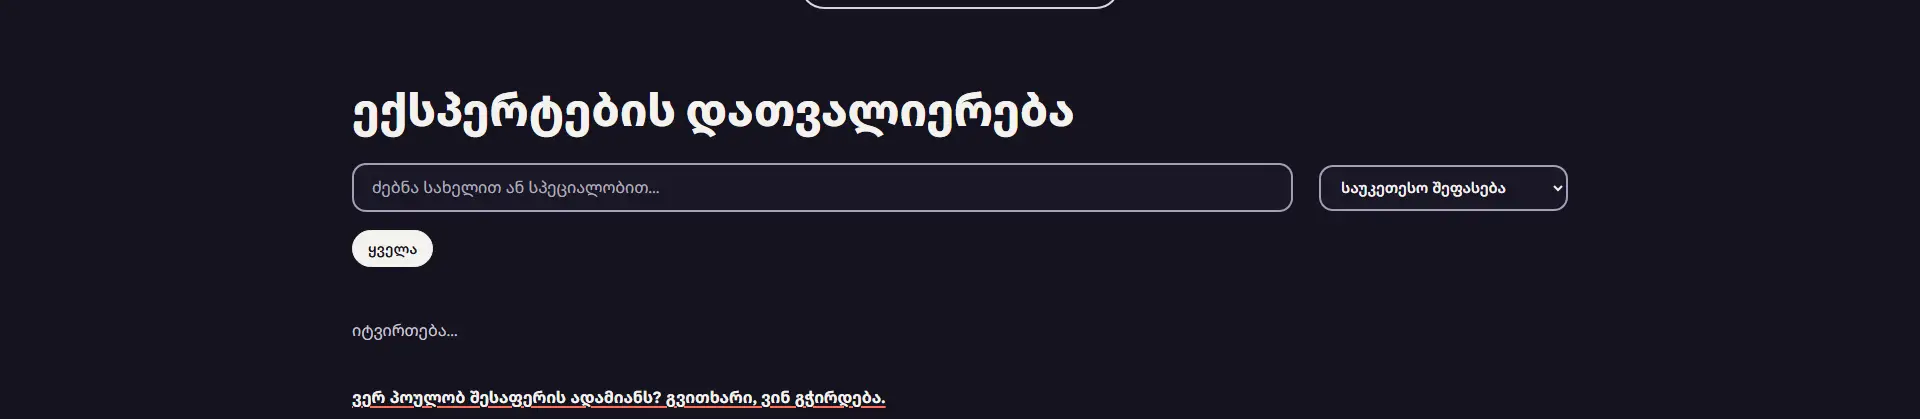 ექსპერტების დათვალიერება
ძებნა სახელით ან სპეციალობით...
საუკეთესო შეფასება
ყველა
იტვირთება...
ვერ პოულობ შესაფერის ადამიანს? გვითხარი, ვინ გჭირდება.